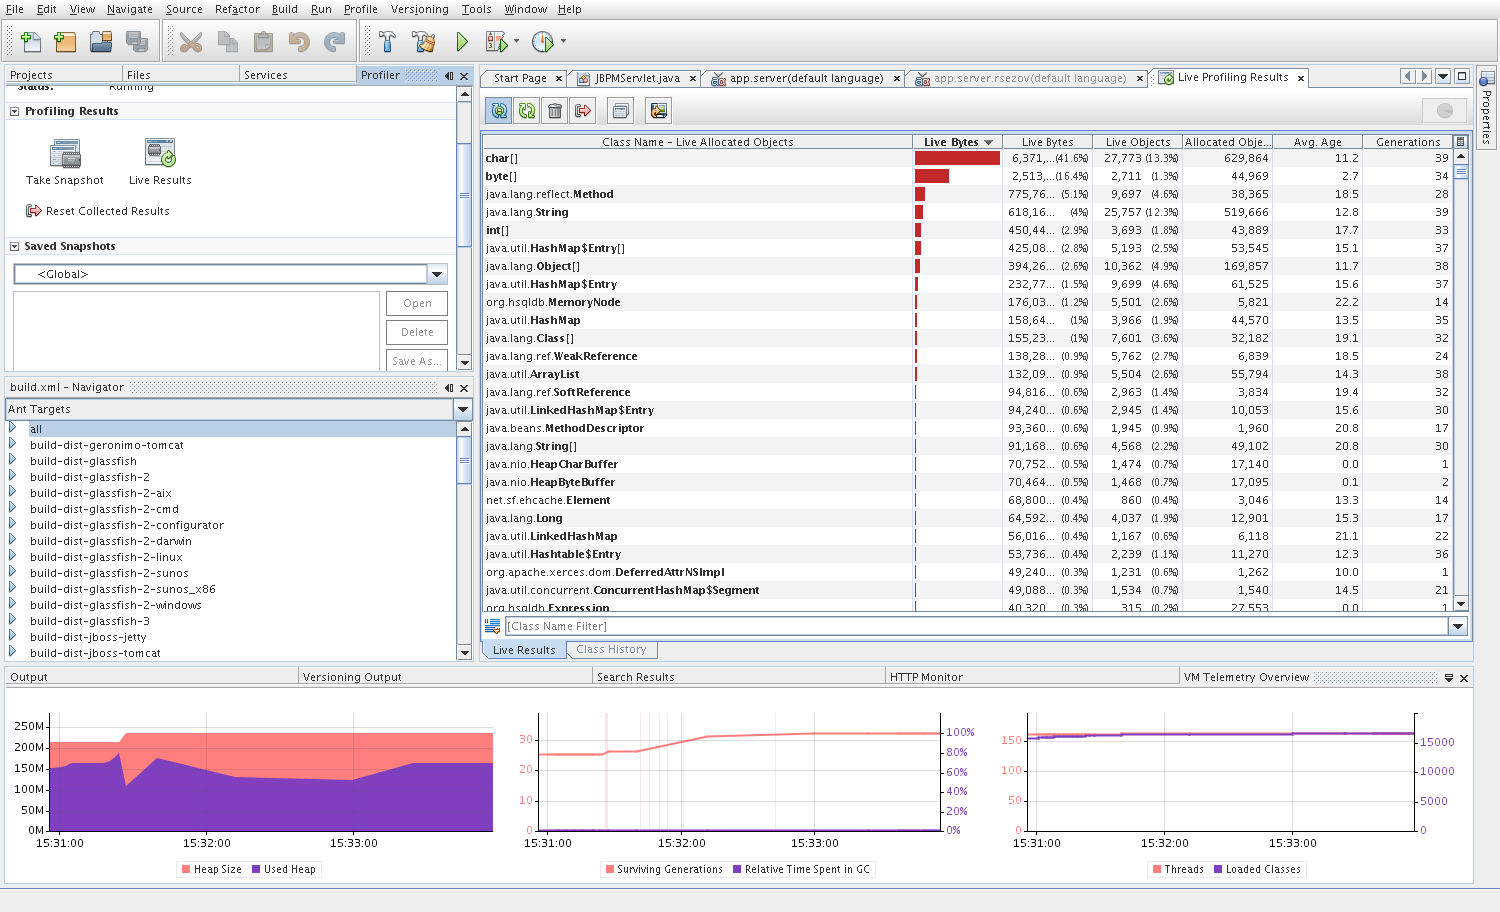 File Edit View Navigate Source Refactor Build Run Profile Versioning Tools Window Help
Projects Files Services Profiler
Status: Running
Profiling Results
Take Snapshot Live Results
Reset Collected Results
Saved Snapshots
<Global>
Open
Delete
Save As...
build.xml - Navigator
Ant Targets
all
build-dist-geronimo-tomcat
build-dist-glassfish
build-dist-glassfish-2
build-dist-glassfish-2-aix
build-dist-glassfish-2-cmd
build-dist-glassfish-2-configurator
build-dist-glassfish-2-darwin
build-dist-glassfish-2-linux
build-dist-glassfish-2-sunos
build-dist-glassfish-2-sunos_x86
build-dist-glassfish-2-windows
build-dist-glassfish-3
build-dist-jboss-jetty
build-dist-jboss-tomcat
Start Page JBPMServlet.java app.server(default language) app.server.rsezov(default language) Live Profiling Results
Properties
Class Name - Live Allocated Objects Live Bytes Live Bytes Live Objects Allocated Obje... Avg. Age Generations
char[] 6,371,...(41.6%) 27,773 (13.3%) 629,864 11.2 39
byte[] 2,513,...(16.4%) 2,711 (1.3%) 44,969 2.7 34
java.lang.reflect.Method 775,76... (5.1%) 9,697 (4.6%) 38,365 18.5 28
java.lang.String 618,16... (4%) 25,757 (12.3%) 519,666 12.8 39
int[] 450,44... (2.9%) 3,693 (1.8%) 43,889 17.7 33
java.util.HashMap$Entry[] 425,08... (2.8%) 5,193 (2.5%) 53,545 15.1 37
java.lang.Object[] 394,26... (2.6%) 10,362 (4.9%) 169,857 11.7 38
java.util.HashMap$Entry 232,77... (1.5%) 9,699 (4.6%) 61,525 15.6 37
org.hsqldb.MemoryNode 176,03... (1.2%) 5,501 (2.6%) 5,821 22.2 14
java.util.HashMap 158,64... (1%) 3,966 (1.9%) 44,570 13.5 35
java.lang.Class[] 155,23... (1%) 7,601 (3.6%) 32,182 19.1 32
java.lang.ref.WeakReference 138,28... (0.9%) 5,762 (2.7%) 6,839 18.5 24
java.util.ArrayList 132,09... (0.9%) 5,504 (2.6%) 55,794 14.3 38
java.lang.ref.SoftReference 94,816... (0.6%) 2,963 (1.4%) 3,834 19.4 32
java.util.LinkedHashMap$Entry 94,240... (0.6%) 2,945 (1.4%) 10,053 15.6 30
java.beans.MethodDescriptor 93,360... (0.6%) 1,945 (0.9%) 1,960 20.8 17
java.lang.String[] 91,168... (0.6%) 4,568 (2.2%) 49,102 20.8 30
java.nio.HeapCharBuffer 70,752... (0.5%) 1,474 (0.7%) 17,140 0.0 1
java.nio.HeapByteBuffer 70,464... (0.5%) 1,468 (0.7%) 17,095 0.1 2
net.sf.ehcache.Element 68,800... (0.4%) 860 (0.4%) 3,046 13.3 14
java.lang.Long 64,592... (0.4%) 4,037 (1.9%) 12,901 15.3 17
java.util.LinkedHashMap 56,016... (0.4%) 1,167 (0.6%) 6,118 21.1 22
java.util.Hashtable$Entry 53,736... (0.4%) 2,239 (1.1%) 11,270 12.3 36
org.apache.xerces.dom.DeferredAttrNSImpl 49,240... (0.3%) 1,231 (0.6%) 1,262 10.0 1
java.util.concurrent.ConcurrentHashMap$Segment 49,088... (0.3%) 1,534 (0.7%) 1,540 14.5 21
org.hsqldb.Expression 40,320... (0.3%) 315 (0.2%) 27,553 0.0 1
[Class Name Filter]
Live Results Class History
Output Versioning Output Search Results HTTP Monitor VM Telemetry Overview
250M
200M
150M
100M
50M
0M
15:31:00 15:32:00 15:33:00
Heap Size Used Heap
30
20
10
0
100%
80%
60%
40%
20%
0%
15:31:00 15:32:00 15:33:00
Surviving Generations Relative Time Spent in GC
150
100
50
0
15000
10000
5000
0
15:31:00 15:32:00 15:33:00
Threads Loaded Classes